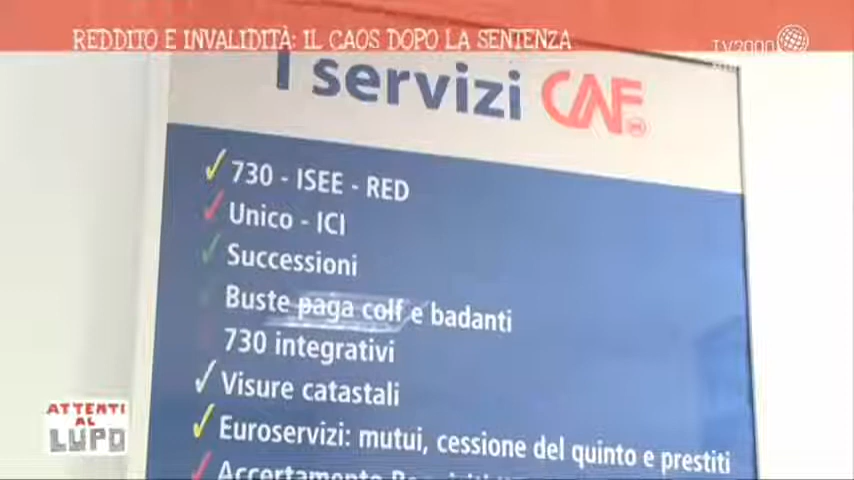 REDDITO E INVALIDITÀ: IL CAOS DOPO LA SENTENZA
TV2000
I servizi CAF
730 - ISEE - RED
Unico - ICI
Successioni
Buste paga colf e badanti
730 integrativi
Visure catastali
Euroservizi: mutui, cessione del quinto e prestiti
Accertamento
ATTENTI
AL
LUPO